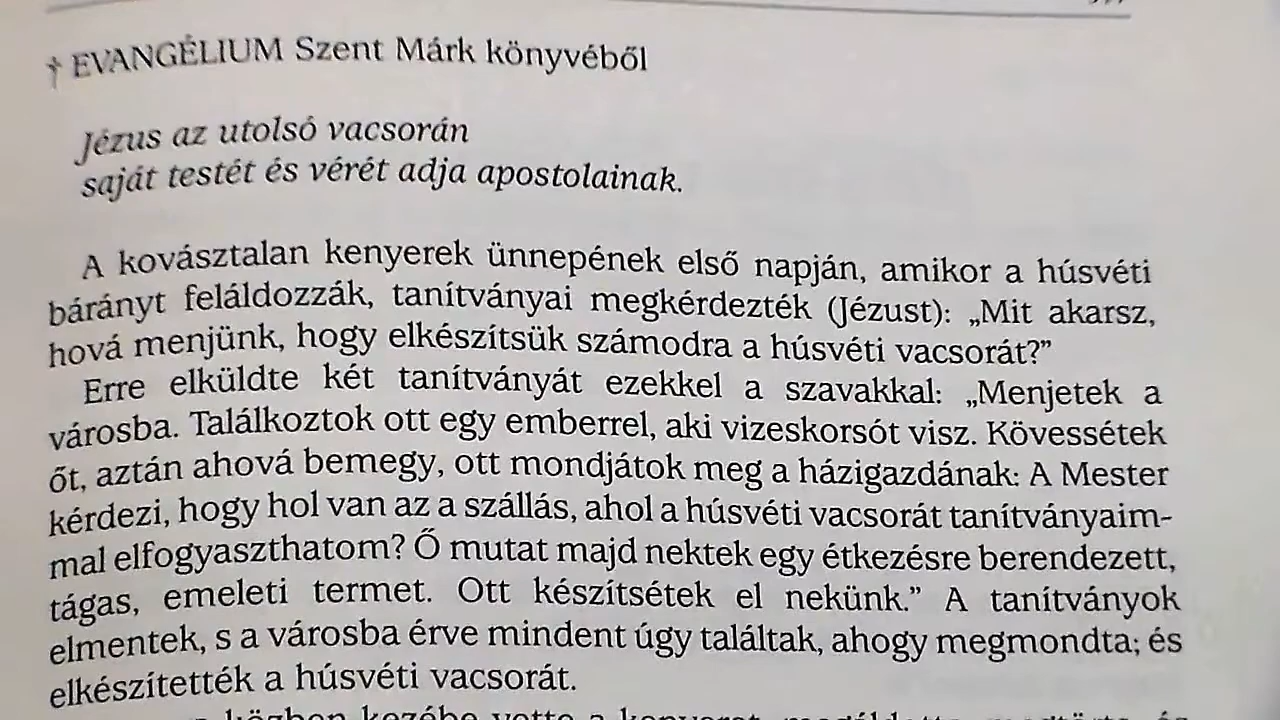 † EVANGÉLIUM Szent Márk könyvéből
Jézus az utolsó vacsorán
saját testét és vérét adja apostolainak.
A kovásztalan kenyerek ünnepének első napján, amikor a húsvéti
bárányt feláldozzák, tanítványai megkérdezték (Jézust): „Mit akarsz,
hová menjünk, hogy elkészítsük számodra a húsvéti vacsorát?”
Erre elküldte két tanítványát ezekkel a szavakkal: „Menjetek a
városba. Találkoztok ott egy emberrel, aki vizeskorsót visz. Kövessétek
őt, aztán ahová bemegy, ott mondjátok meg a házigazdának: A Mester
kérdezi, hogy hol van az a szállás, ahol a húsvéti vacsorát tanítványaim-
mal elfogyaszthatom? Ő mutat majd nektek egy étkezésre berendezett,
tágas, emeleti termet. Ott készítsétek el nekünk.” A tanítványok
elmentek, s a városba érve mindent úgy találtak, ahogy megmondta; és
elkészítették a húsvéti vacsorát.
közben kezébe vette a kenyeret